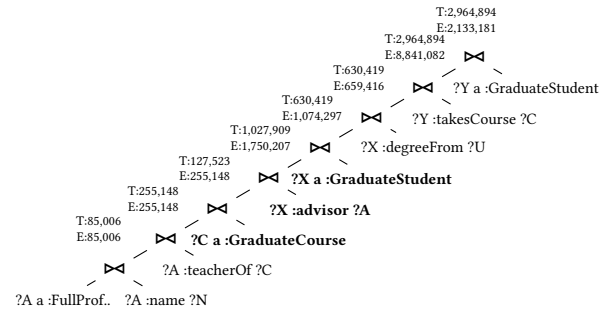 T:2,964,894
E:2,133,181
T:2,964,894
E:8,841,082
T:630,419
E:659,416
?Y a :GraduateStudent
T:630,419
E:1,074,297
?Y :takesCourse ?C
T:1,027,909
E:1,750,207
?X :degreeFrom ?U
T:127,523
E:255,148
?X a :GraduateStudent
T:255,148
E:255,148
?X :advisor ?A
T:85,006
E:85,006
?C a :GraduateCourse
?A :teacherOf ?C
?A a :FullProf.. ?A :name ?N